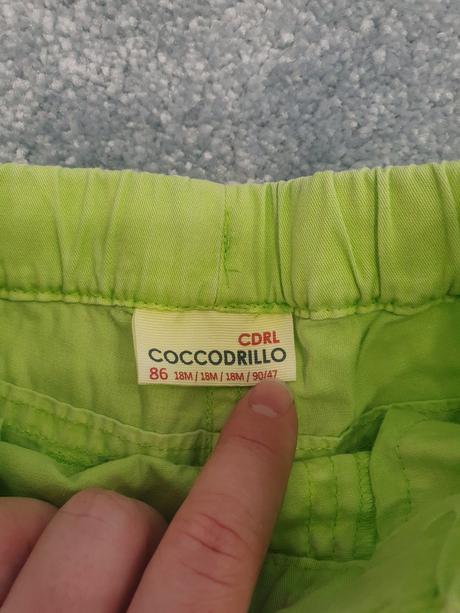 CDRL
COCCODRILLO
86 18M / 18M / 18M / 90/47